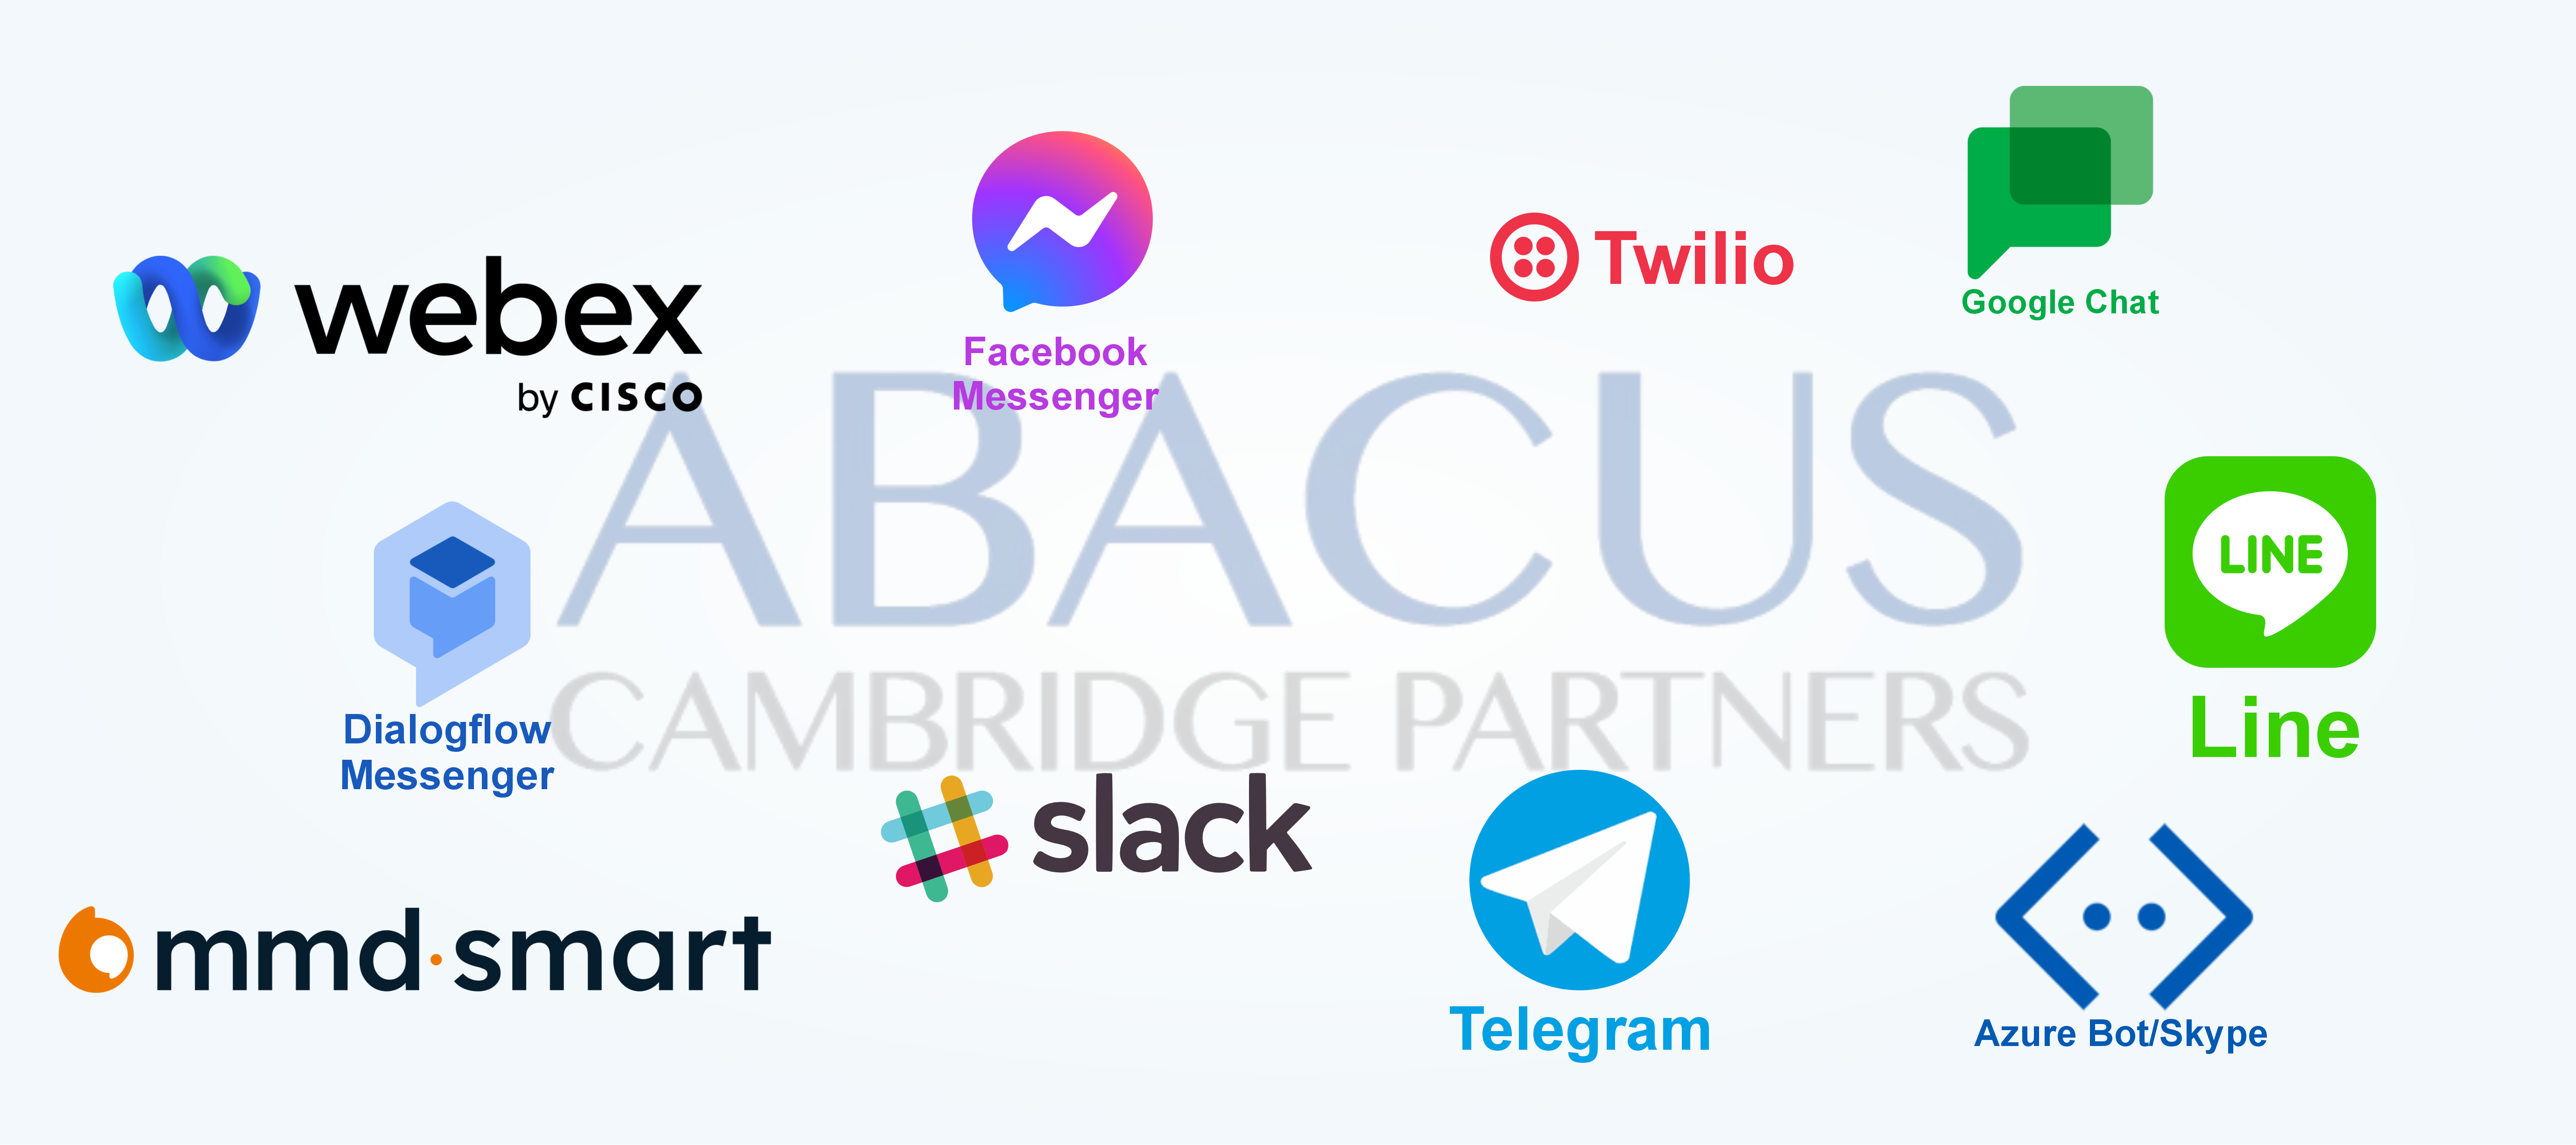 webex
by CISCO
Facebook
Messenger
Twilio
Google Chat
ABACUS
CAMBRIDGE PARTNERS
LINE
Line
Dialogflow
Messenger
slack
mmd·smart
Telegram
Azure Bot/Skype